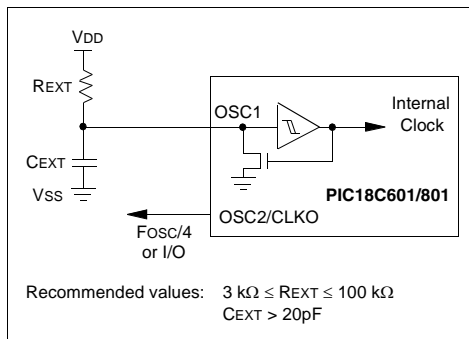 VDD
REXT
OSC1
Internal
Clock
CEXT
VSS
PIC18C601/801
OSC2/CLKO
FOSC/4
or I/O
Recommended values: 3 kΩ ≤ REXT ≤ 100 kΩ
CEXT > 20pF